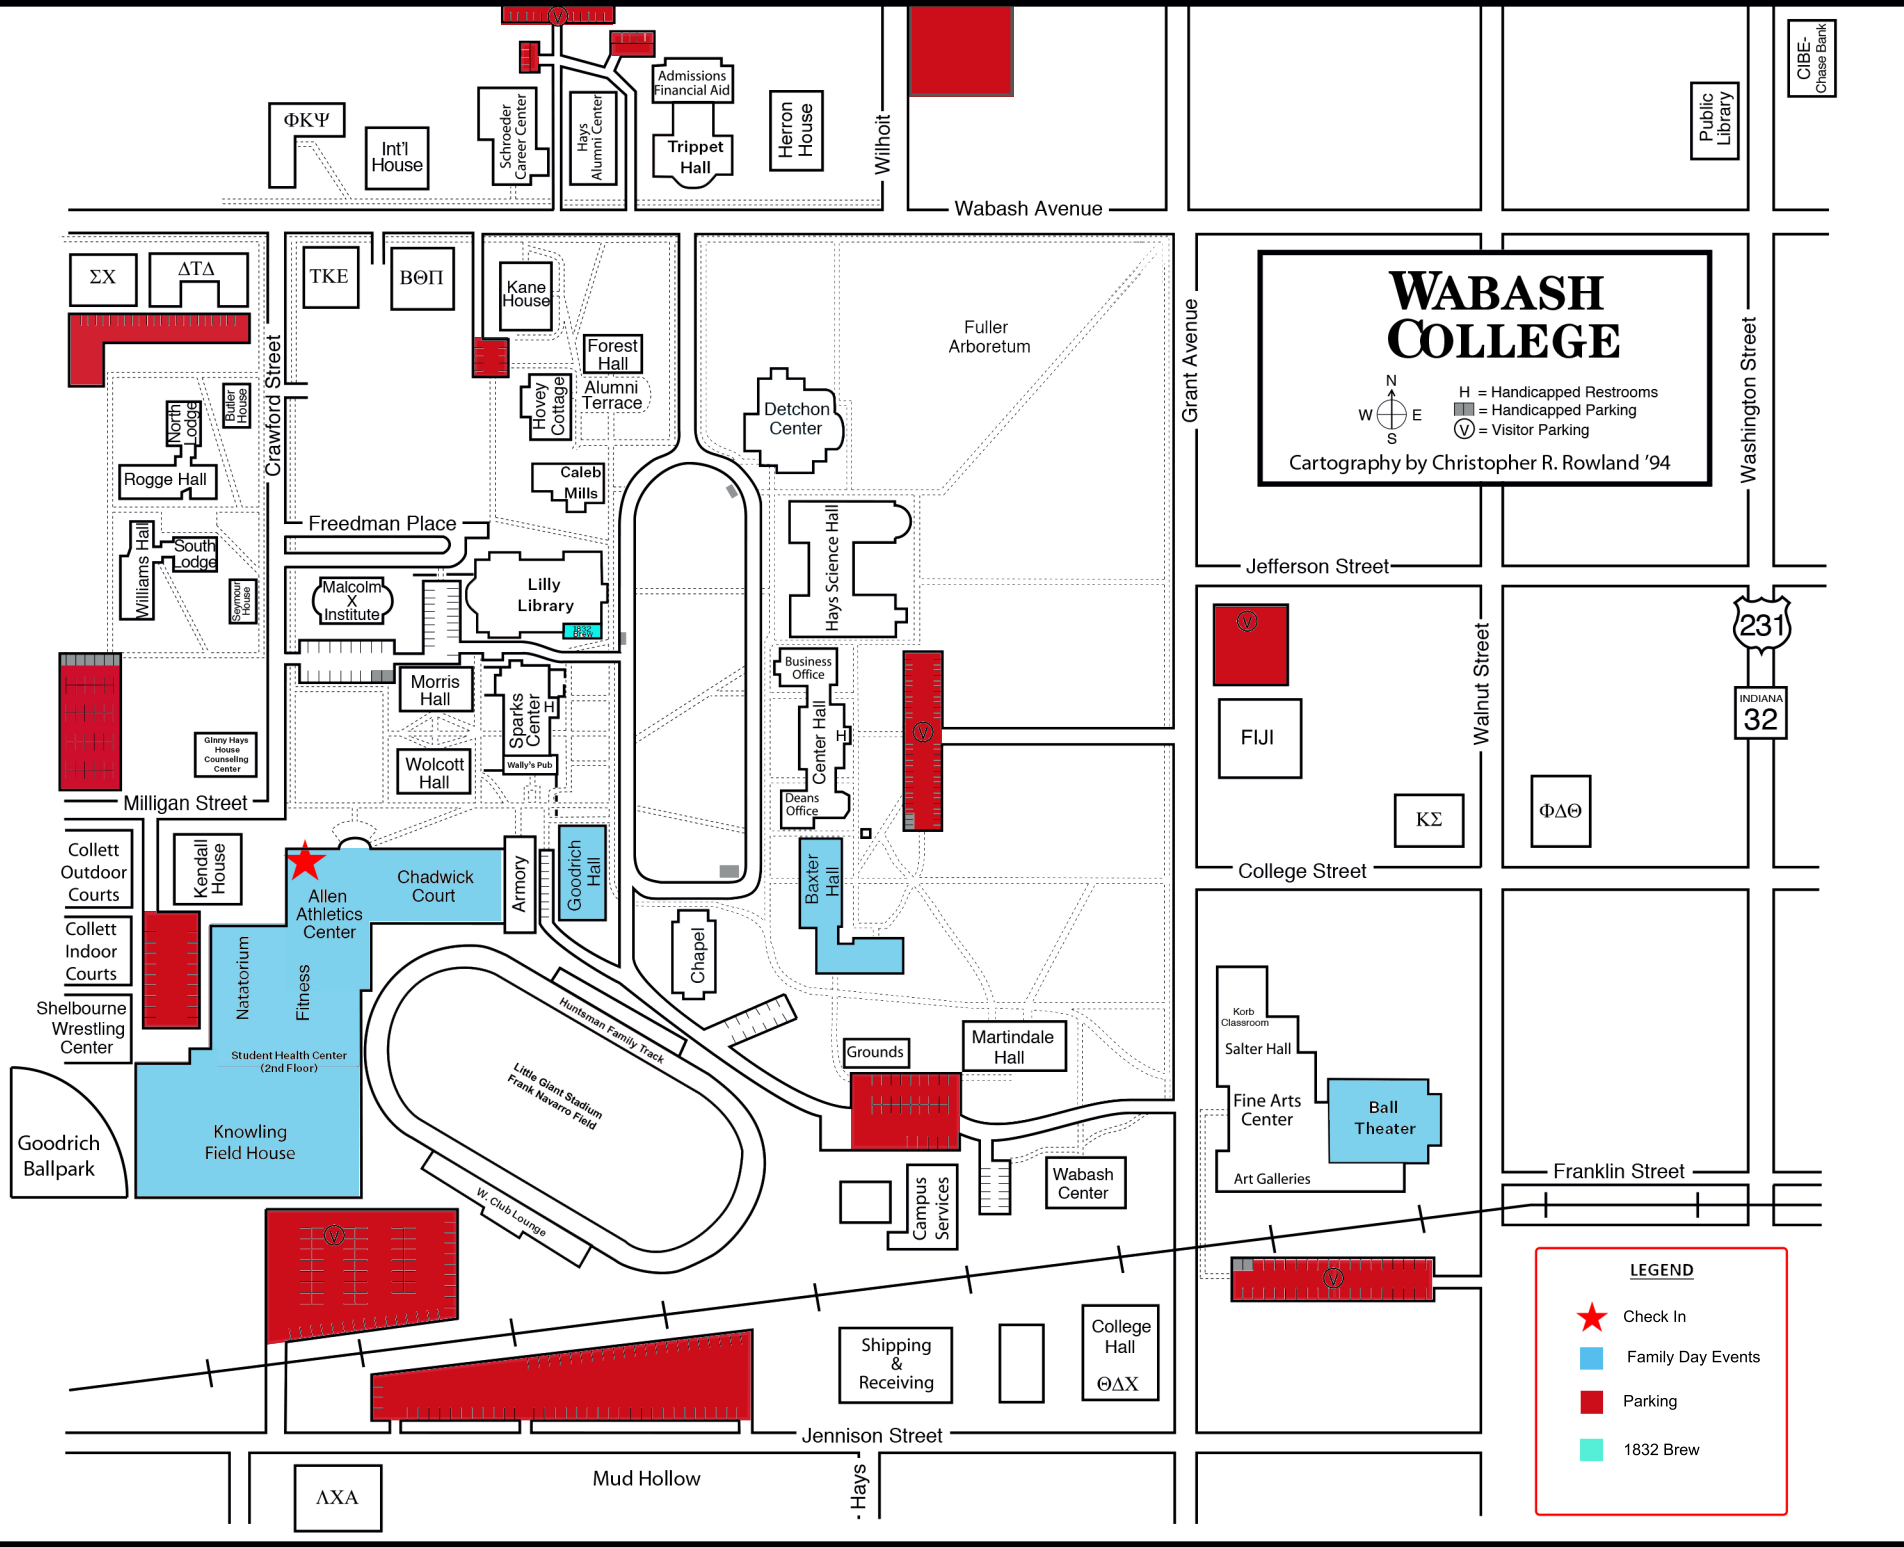 V
CIBE-
Chase Bank
Public
Library
Admissions
Financial Aid
Trippet
Hall
Herron
House
Hays
Alumni Center
Schroeder
Career Center
Int'l
House
ΦΚΨ
Wilhoit
Wabash Avenue
ΣΧ
ΔΤΔ
ΤΚΕ
ΒΘΠ
Kane
House
Forest
Hall
Alumni
Terrace
Hovey
Cottage
Caleb
Mills
Fuller
Arboretum
Detchon
Center
Grant Avenue
WABASH
COLLEGE
N
W E
S
H = Handicapped Restrooms
= Handicapped Parking
V = Visitor Parking
Cartography by Christopher R. Rowland '94
Washington Street
Crawford Street
Butler
House
North
Lodge
Rogge Hall
Williams Hall
South
Lodge
Seymour
House
Freedman Place
Malcolm
X
Institute
Lilly
Library
1832
Brew
Hays Science Hall
Jefferson Street
V
231
INDIANA
32
Walnut Street
FIJI
ΚΣ
ΦΔΘ
Morris
Hall
Sparks
Center
H
Wally's Pub
Wolcott
Hall
Business
Office
Center Hall
H
Deans
Office
V
Ginny Hays
House
Counseling
Center
Milligan Street
Collett
Outdoor
Courts
Kendall
House
Collett
Indoor
Courts
Shelbourne
Wrestling
Center
Allen
Athletics
Center
Chadwick
Court
Armory
Goodrich
Hall
Baxter
Hall
College Street
Natatorium
Fitness
Student Health Center
(2nd Floor)
Knowling
Field House
Goodrich
Ballpark
Chapel
Huntsman Family Track
Little Giant Stadium
Frank Navarro Field
W. Club Lounge
Grounds
Martindale
Hall
Korb
Classroom
Salter Hall
Fine Arts
Center
Ball
Theater
Art Galleries
Wabash
Center
Campus
Services
Franklin Street
V
V
Shipping
&
Receiving
College
Hall
ΘΔΧ
Jennison Street
Mud Hollow
Hays
ΛΧΑ
LEGEND
Check In
Family Day Events
Parking
1832 Brew